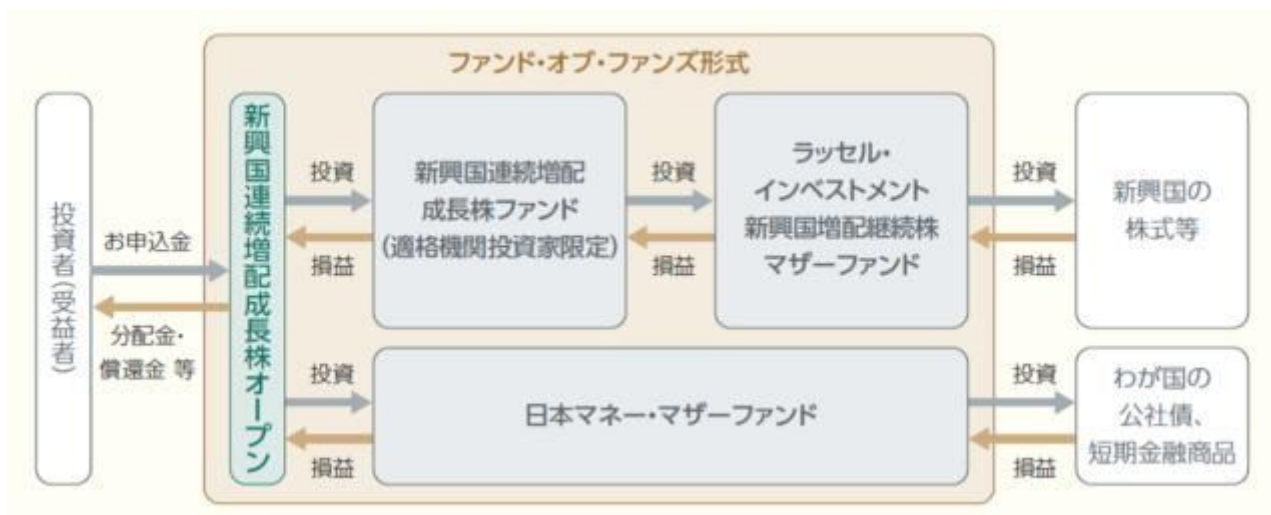 ファンド・オブ・ファンズ形式
投資者(受益者)
お申込金
分配金・
償還金 等
新興国連続増配成長株オープン
投資
損益
新興国連続増配
成長株ファンド
(適格機関投資家限定)
投資
損益
ラッセル・
インベストメント
新興国増配継続株
マザーファンド
投資
損益
新興国の
株式等
投資
損益
日本マネー・マザーファンド
投資
損益
わが国の
公社債、
短期金融商品